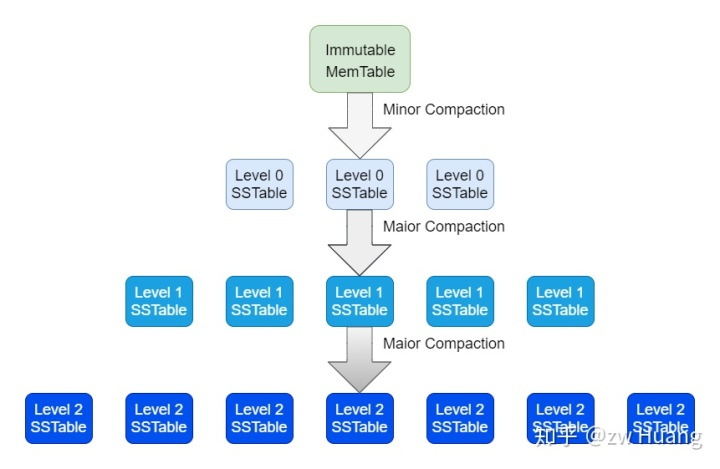 Immutable
MemTable
Minor Compaction
Level 0
SSTable
Level 0
SSTable
Level 0
SSTable
Maior Compaction
Level 1
SSTable
Level 1
SSTable
Level 1
SSTable
Level 1
SSTable
Level 1
SSTable
Maior Compaction
Level 2
SSTable
Level 2
SSTable
Level 2
SSTable
Level 2
SSTable
Level 2
SSTable
Level 2
SSTable
Level 2
SSTable
知乎 @zw Huang